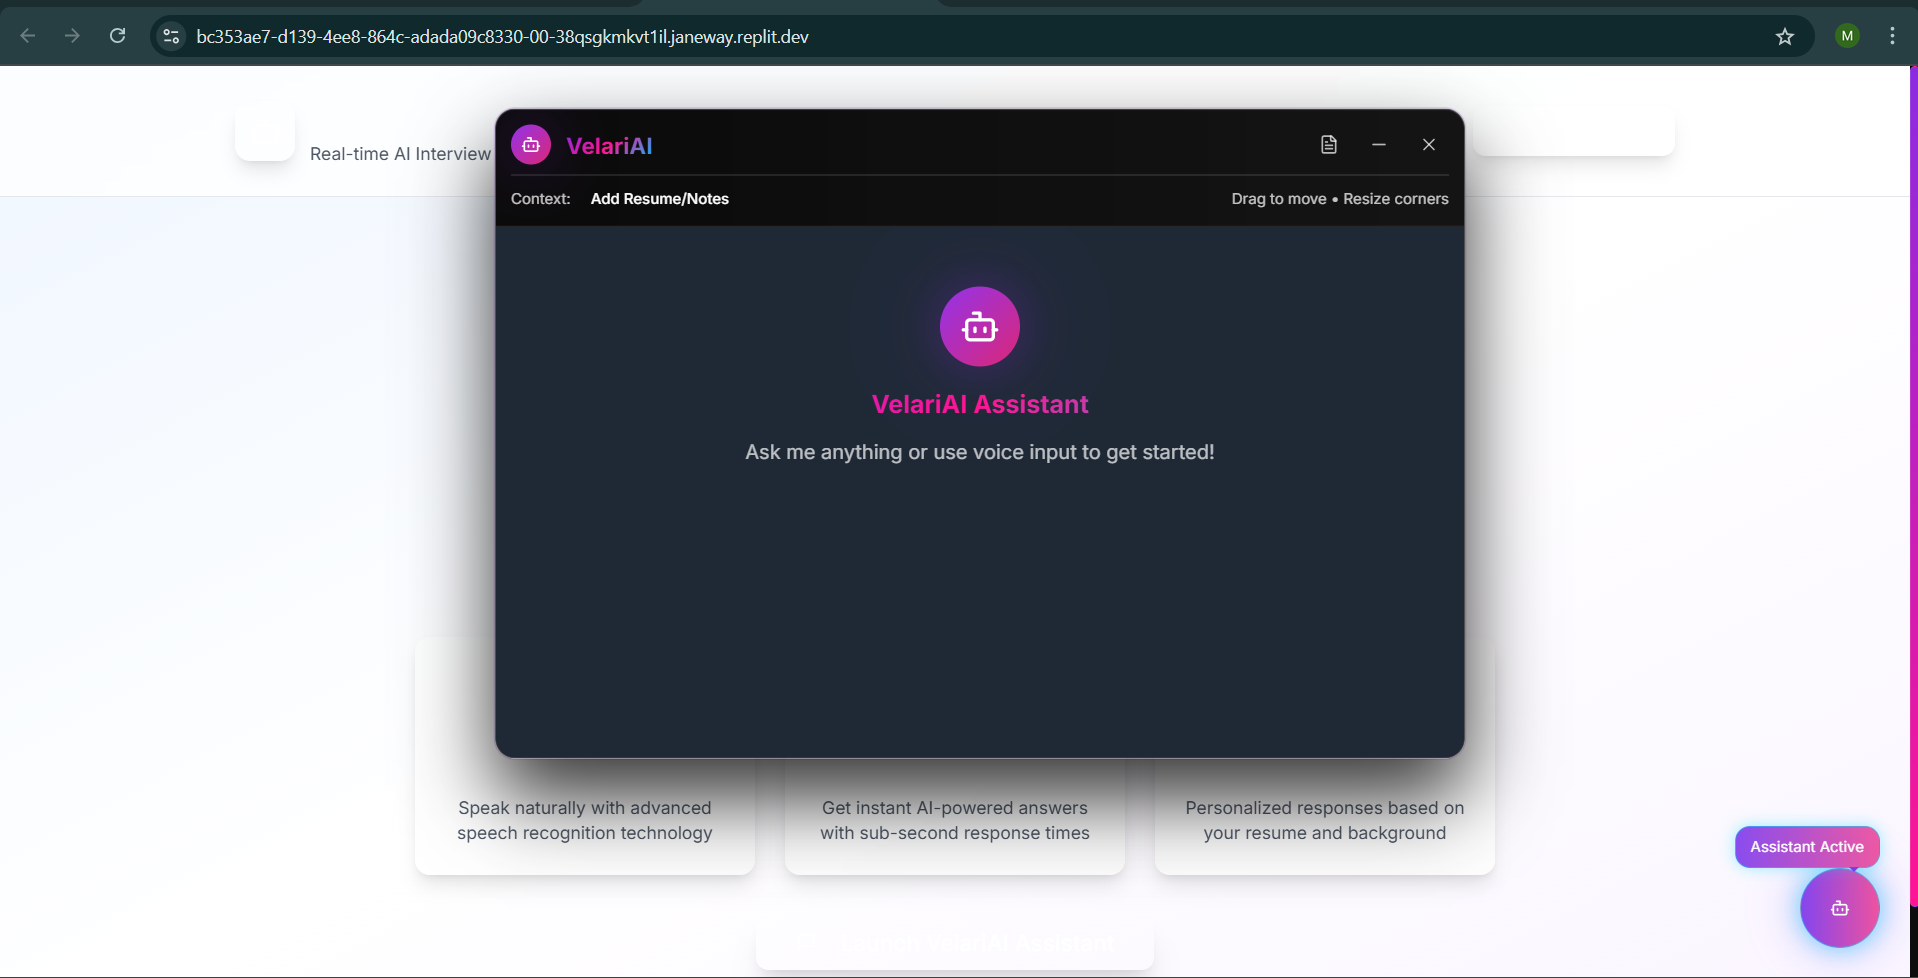 bc353ae7-d139-4ee8-864c-adada09c8330-00-38qsgkmkvt1il.janeway.replit.dev
M
Real-time AI Interview
VelariAI
Context: Add Resume/Notes
Drag to move • Resize corners
VelariAI Assistant
Ask me anything or use voice input to get started!
Speak naturally with advanced
speech recognition technology
Get instant AI-powered answers
with sub-second response times
Personalized responses based on
your resume and background
Assistant Active
Launch VelariAI Assistant